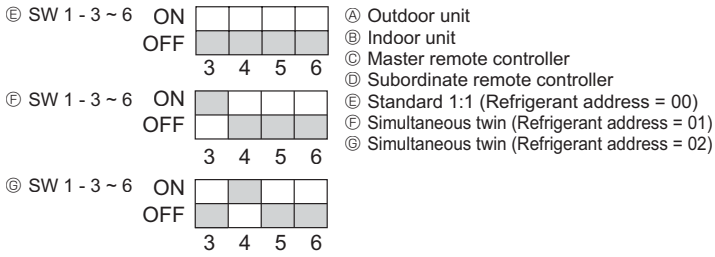 Ⓔ SW 1 - 3 ~ 6 ON
OFF
3 4 5 6
Ⓕ SW 1 - 3 ~ 6 ON
OFF
3 4 5 6
Ⓖ SW 1 - 3 ~ 6 ON
OFF
3 4 5 6
Ⓐ Outdoor unit
Ⓑ Indoor unit
Ⓒ Master remote controller
Ⓓ Subordinate remote controller
Ⓔ Standard 1:1 (Refrigerant address = 00)
Ⓕ Simultaneous twin (Refrigerant address = 01)
Ⓖ Simultaneous twin (Refrigerant address = 02)